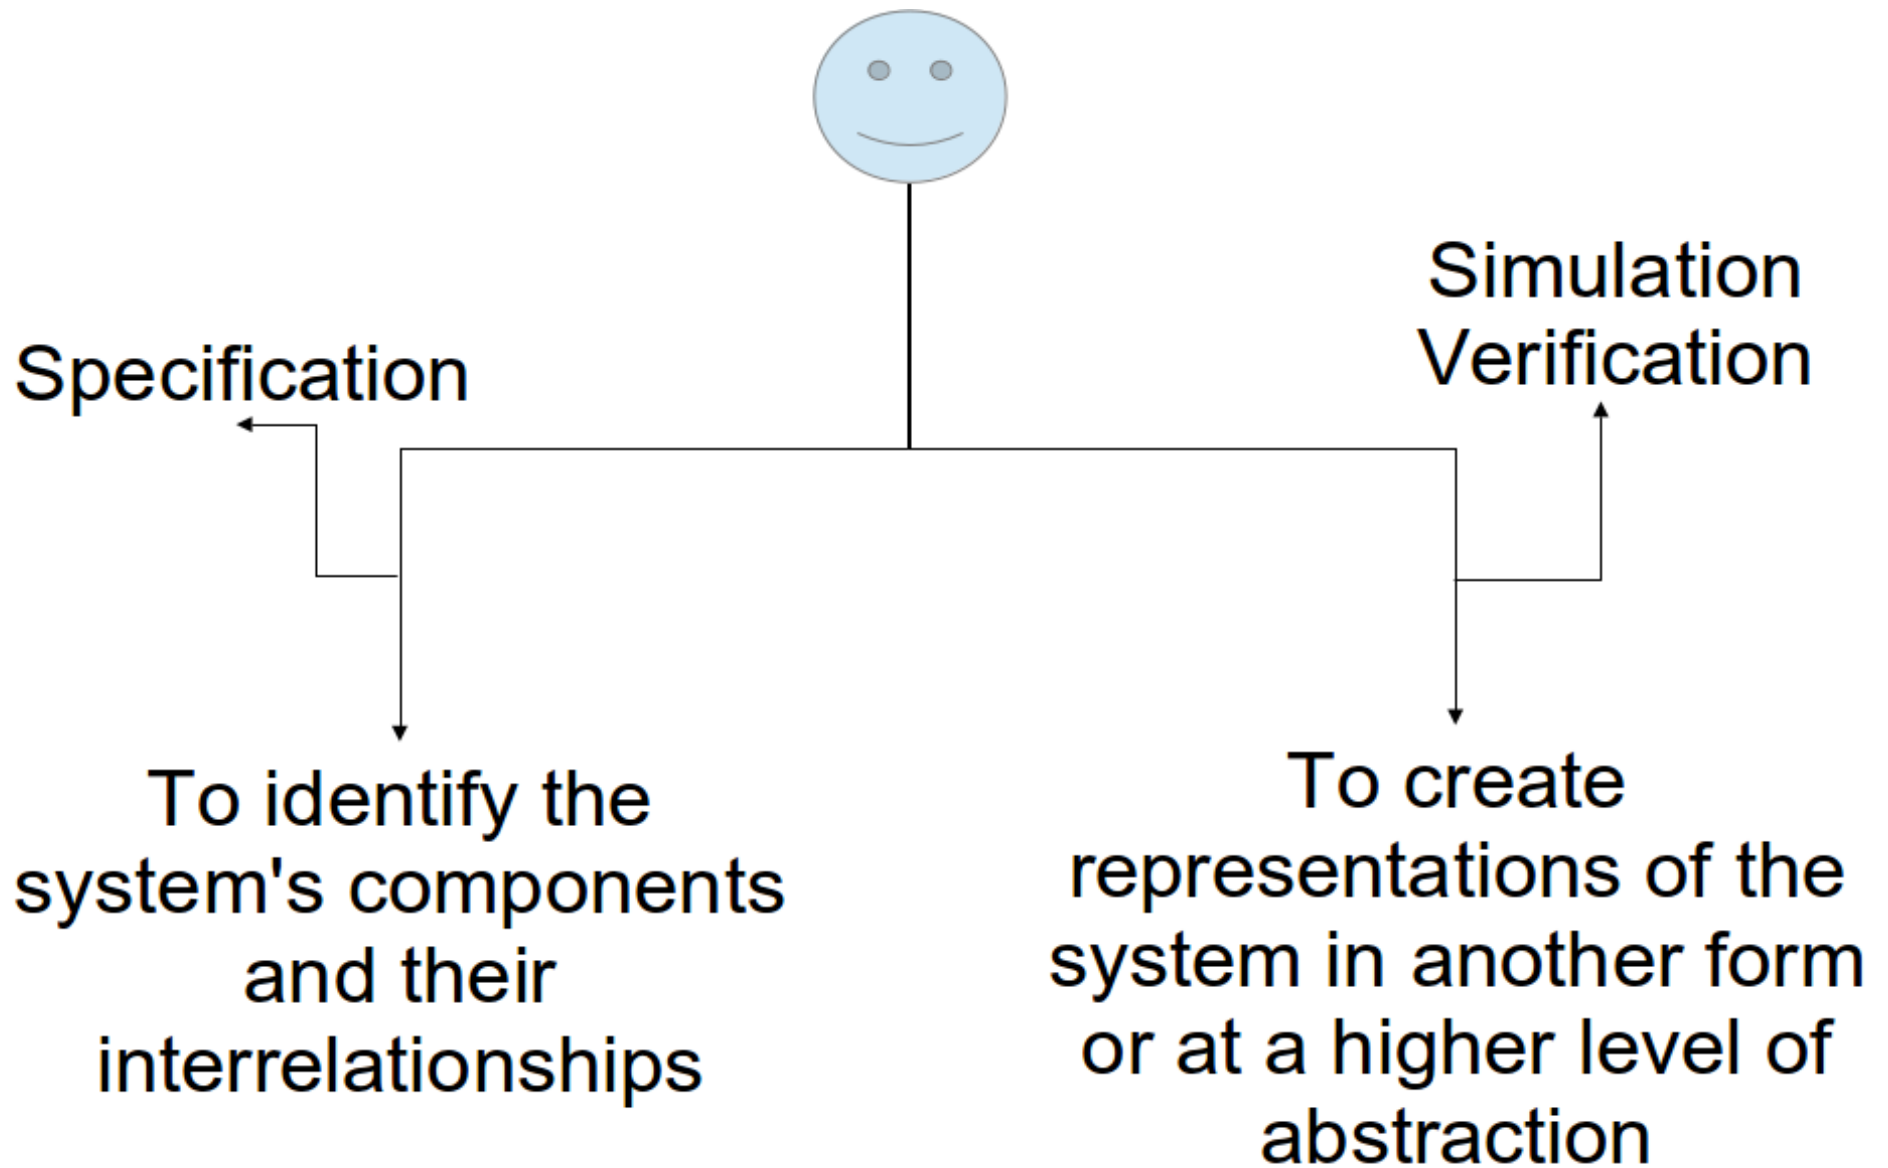 Simulation
Verification
Specification
To identify the
system's components
and their
interrelationships
To create
representations of the
system in another form
or at a higher level of
abstraction